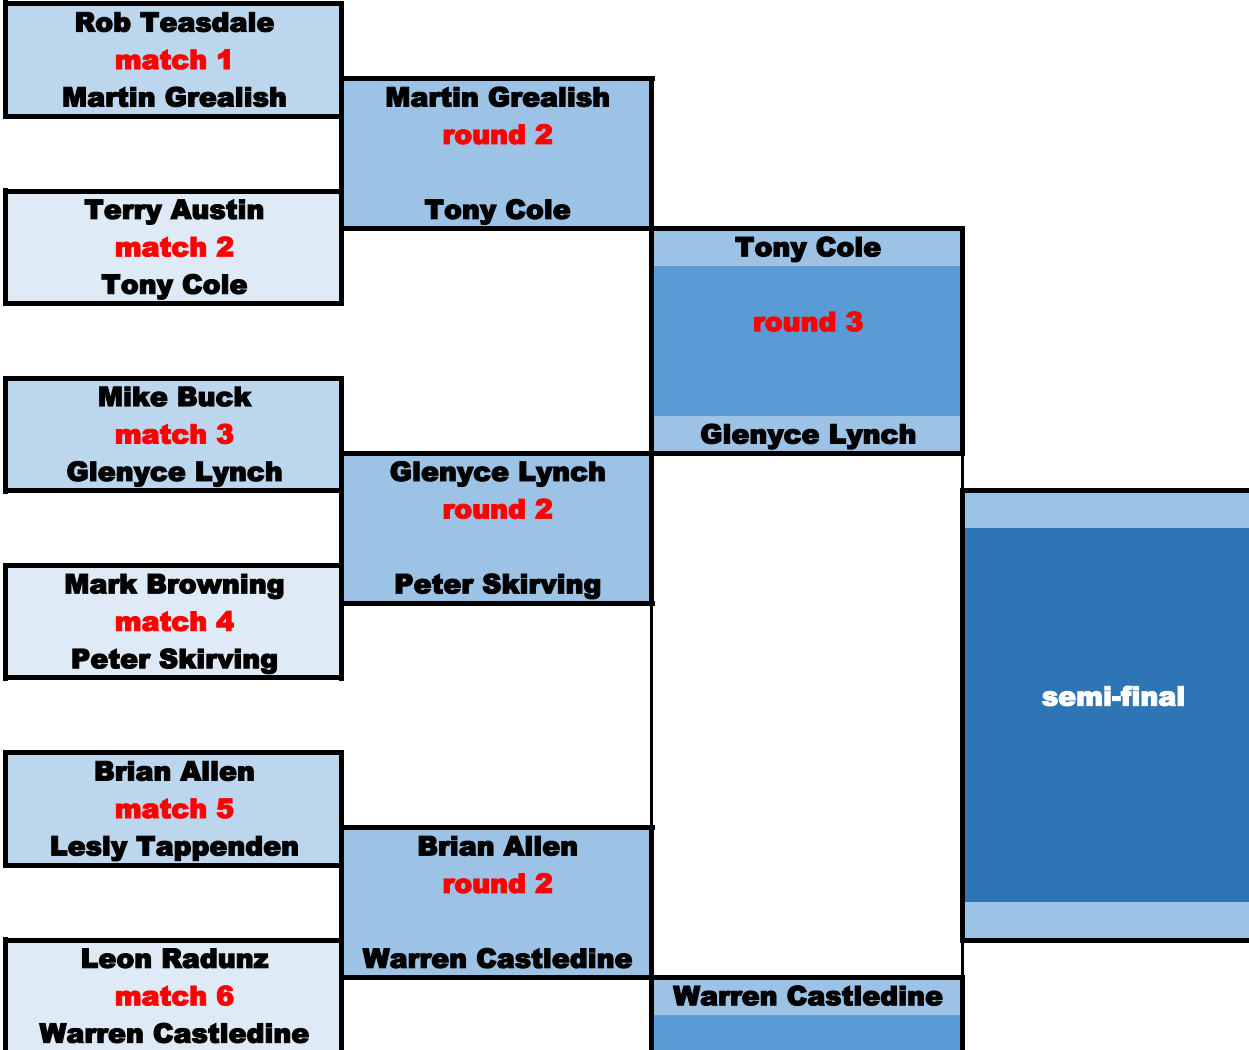 Rob Teasdale
match 1
Martin Grealish
Terry Austin
match 2
Tony Cole
Mike Buck
match 3
Glenyce Lynch
Mark Browning
match 4
Peter Skirving
Brian Allen
match 5
Lesly Tappenden
Leon Radunz
match 6
Warren Castledine
Martin Grealish
round 2
Tony Cole
Glenyce Lynch
round 2
Peter Skirving
Brian Allen
round 2
Warren Castledine
Tony Cole
round 3
Glenyce Lynch
Warren Castledine
semi-final